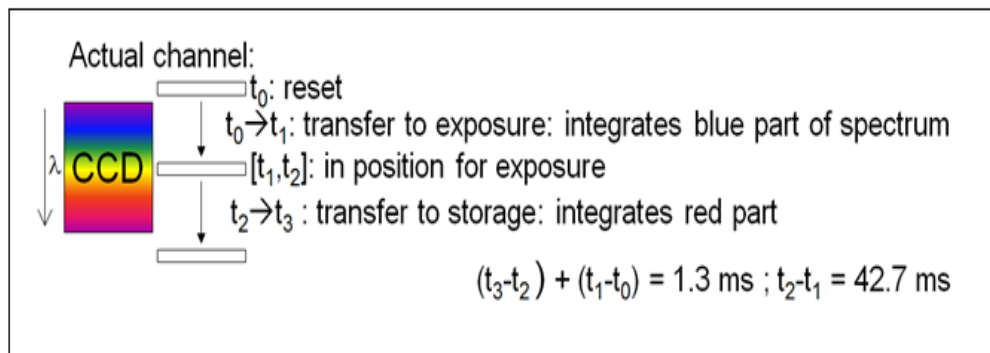 Actual channel:
t₀: reset
t₀→t₁: transfer to exposure: integrates blue part of spectrum
λ CCD [t₁,t₂]: in position for exposure
t₂→t₃ : transfer to storage: integrates red part
(t₃-t₂ ) + (t₁-t₀) = 1.3 ms ; t₂-t₁ = 42.7 ms